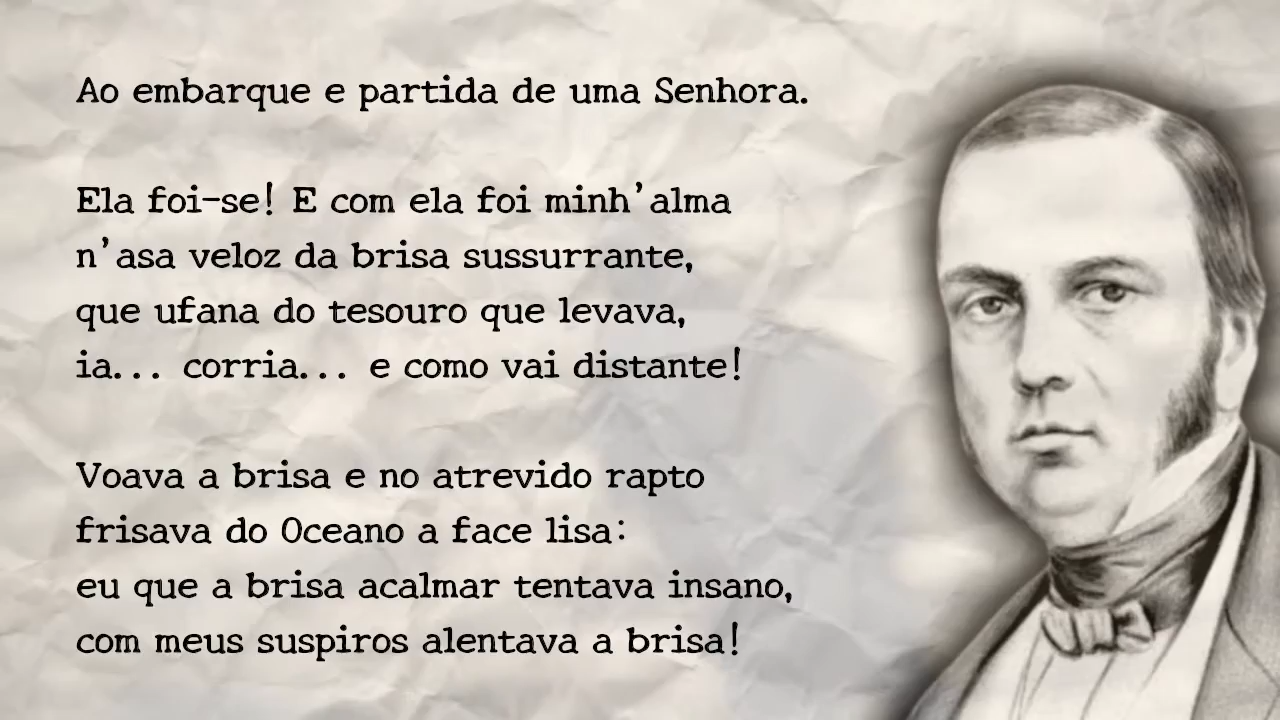 Ao embarque e partida de uma Senhora.
Ela foi-se! E com ela foi minh'alma
n'asa veloz da brisa sussurrante,
que ufana do tesouro que levava,
ia... corria... e como vai distante!
Voava a brisa e no atrevido rapto
frisava do Oceano a face lisa:
eu que a brisa acalmar tentava insano,
com meus suspiros alentava a brisa!